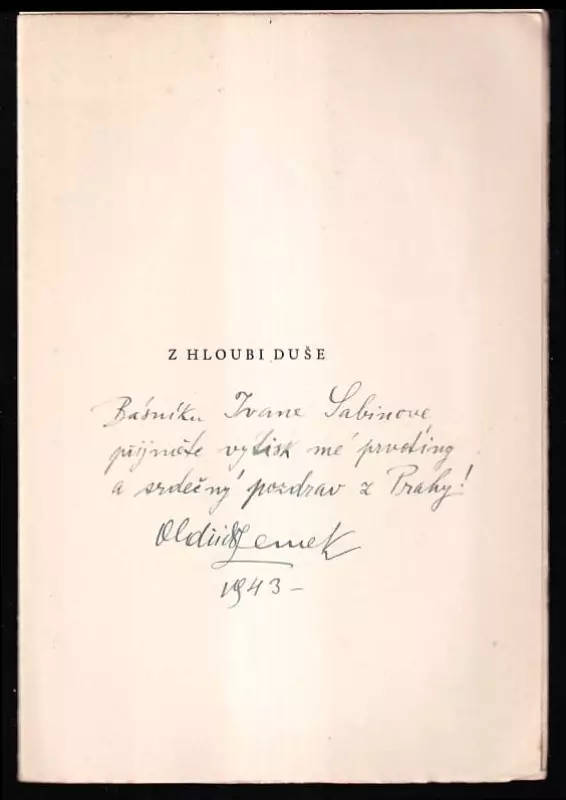 Z HLOUBI DUŠE
Básníku Ivane Sabinove
přijměte výtisk mé prvotiny
a srdečný pozdrav z Prahy!
Oldřich Zemek
1943 –